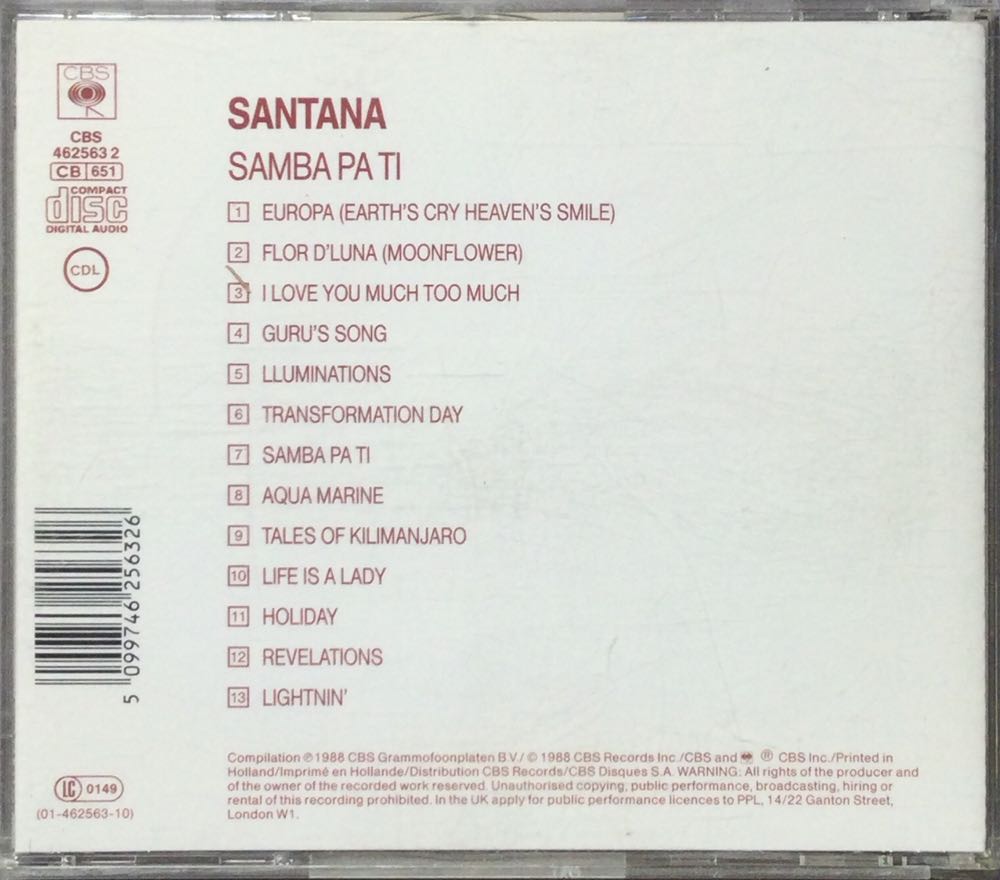 CBS
CBS
462563 2
CB 651
COMPACT
disc
DIGITAL AUDIO
CDL
SANTANA
SAMBA PA TI
1 EUROPA (EARTH'S CRY HEAVEN'S SMILE)
2 FLOR D'LUNA (MOONFLOWER)
3 I LOVE YOU MUCH TOO MUCH
4 GURU'S SONG
5 LLUMINATIONS
6 TRANSFORMATION DAY
7 SAMBA PA TI
8 AQUA MARINE
9 TALES OF KILIMANJARO
10 LIFE IS A LADY
11 HOLIDAY
12 REVELATIONS
13 LIGHTNIN'
5 099746 256326
Compilation ℗ 1988 CBS Grammofoonplaten B V./ © 1988 CBS Records Inc./CBS and ® CBS Inc./Printed in
Holland/Imprimé en Hollande/Distribution CBS Records/CBS Disques S.A. WARNING: All rights of the producer and
of the owner of the recorded work reserved. Unauthorised copying, public performance, broadcasting, hiring or
rental of this recording prohibited. In the UK apply for public performance licences to PPL, 14/22 Ganton Street,
London W1.
LC 0149
(01-462563-10)